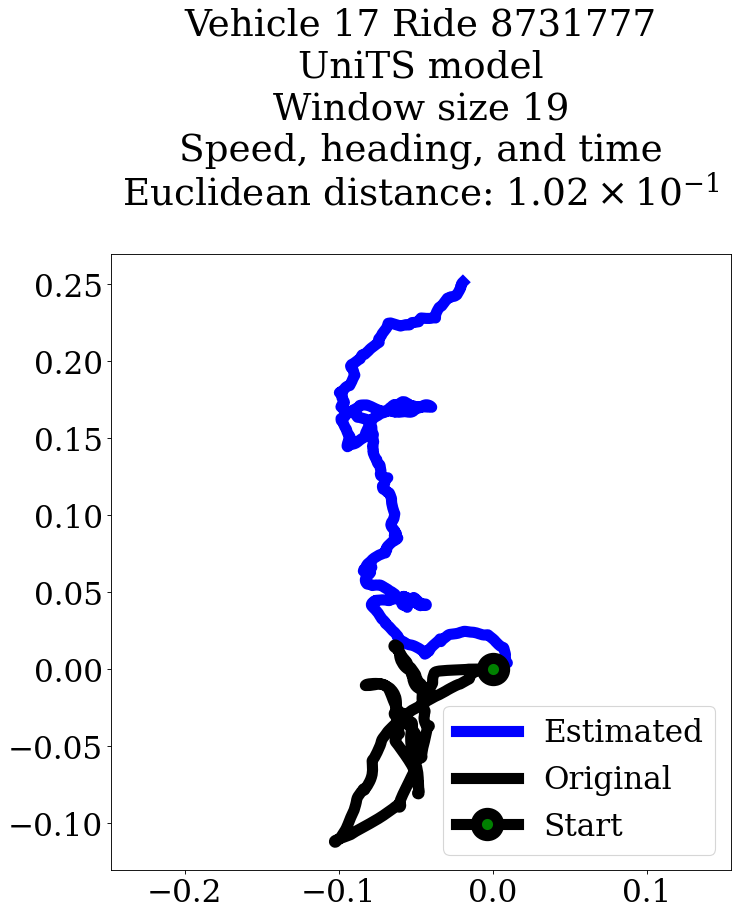 Vehicle 17 Ride 8731777
UniTS model
Window size 19
Speed, heading, and time
Euclidean distance: 1.02 × 10⁻¹
0.25
0.20
0.15
0.10
0.05
0.00
−0.05
−0.10
Estimated
Original
Start
−0.2
−0.1
0.0
0.1